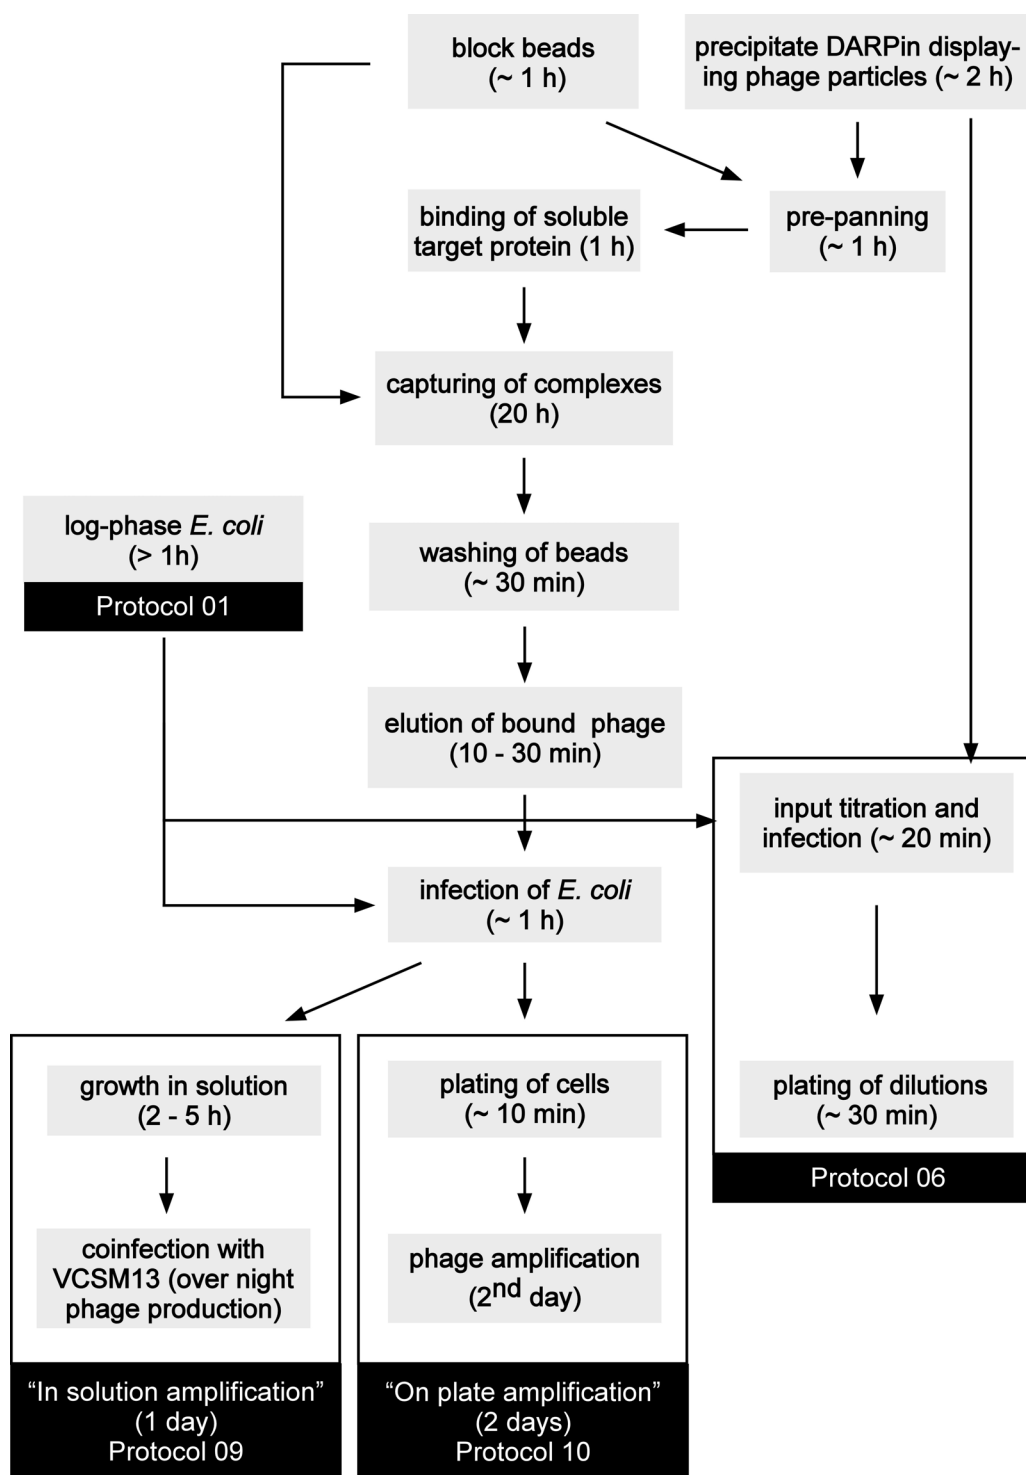 block beads
(~ 1 h)
precipitate DARPin display-
ing phage particles (~ 2 h)
binding of soluble
target protein (1 h)
pre-panning
(~ 1 h)
capturing of complexes
(20 h)
log-phase E. coli
(> 1h)
Protocol 01
washing of beads
(~ 30 min)
elution of bound phage
(10 - 30 min)
input titration and
infection (~ 20 min)
infection of E. coli
(~ 1 h)
growth in solution
(2 - 5 h)
plating of cells
(~ 10 min)
plating of dilutions
(~ 30 min)
Protocol 06
coinfection with
VCSM13 (over night
phage production)
phage amplification
(2nd day)
“In solution amplification”
(1 day)
Protocol 09
“On plate amplification”
(2 days)
Protocol 10